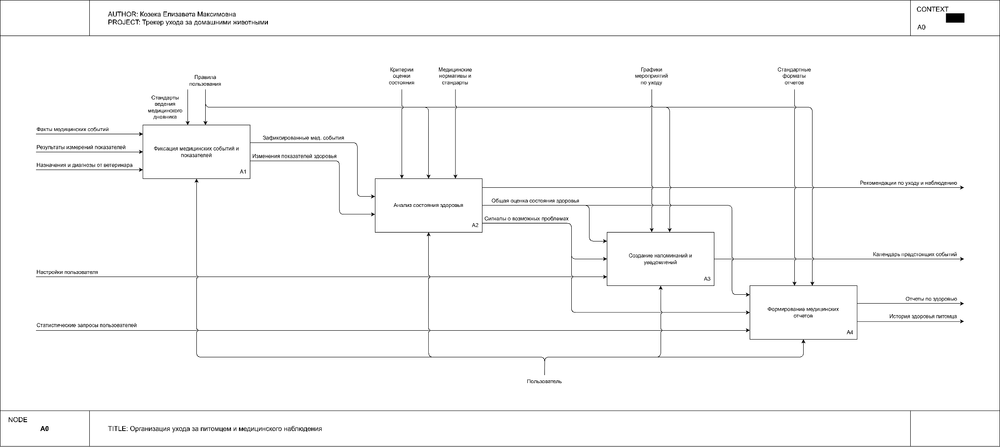 AUTHOR: Козека Елизавета Максимовна
PROJECT: Трекер ухода за домашними животными
CONTEXT
A0
Правила
пользования
Критерии
оценки
состояния
Медицинские
нормативы и
стандарты
Графики
мероприятий
по уходу
Стандартные
форматы
отчетов
Стандарты
ведения
медицинского
дневника
Факты медицинских событий
Результаты измерений показателей
Назначения и диагнозы от ветеринара
Фиксация медицинских событий и
показателей
A1
Зафиксированные мед. события
Изменения показателей здоровья
Анализ состояния здоровья
A2
Рекомендации по уходу и наблюдению
Общая оценка состояния здоровья
Сигналы о возможных проблемах
Создание напоминаний и
уведомлений
A3
Календарь предстоящих событий
Настройки пользователя
Формирование медицинских
отчетов
A4
Отчеты по здоровью
История здоровья питомца
Статистические запросы пользователей
Пользователь
NODE
A0
TITLE: Организация ухода за питомцем и медицинского наблюдения